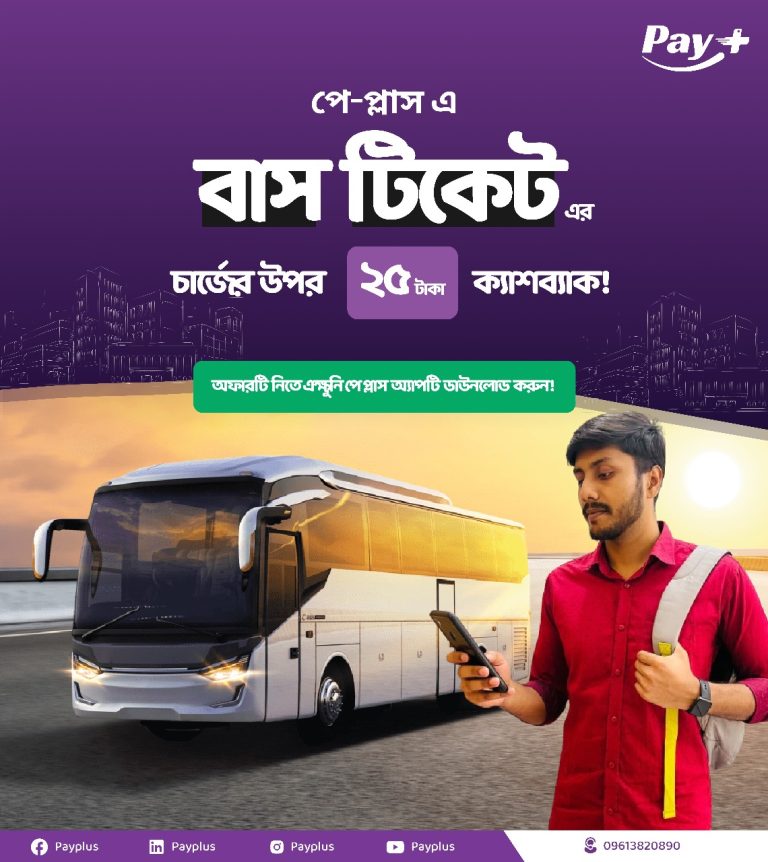 Pay+
পে-প্লাস এ
বাস টিকেট এর
চার্জের উপর ২৫ টাকা ক্যাশব্যাক!
অফারটি নিতে এক্ষুনি পে প্লাস অ্যাপটি ডাউনলোড করুন!
Payplus Payplus Payplus Payplus 09613820890